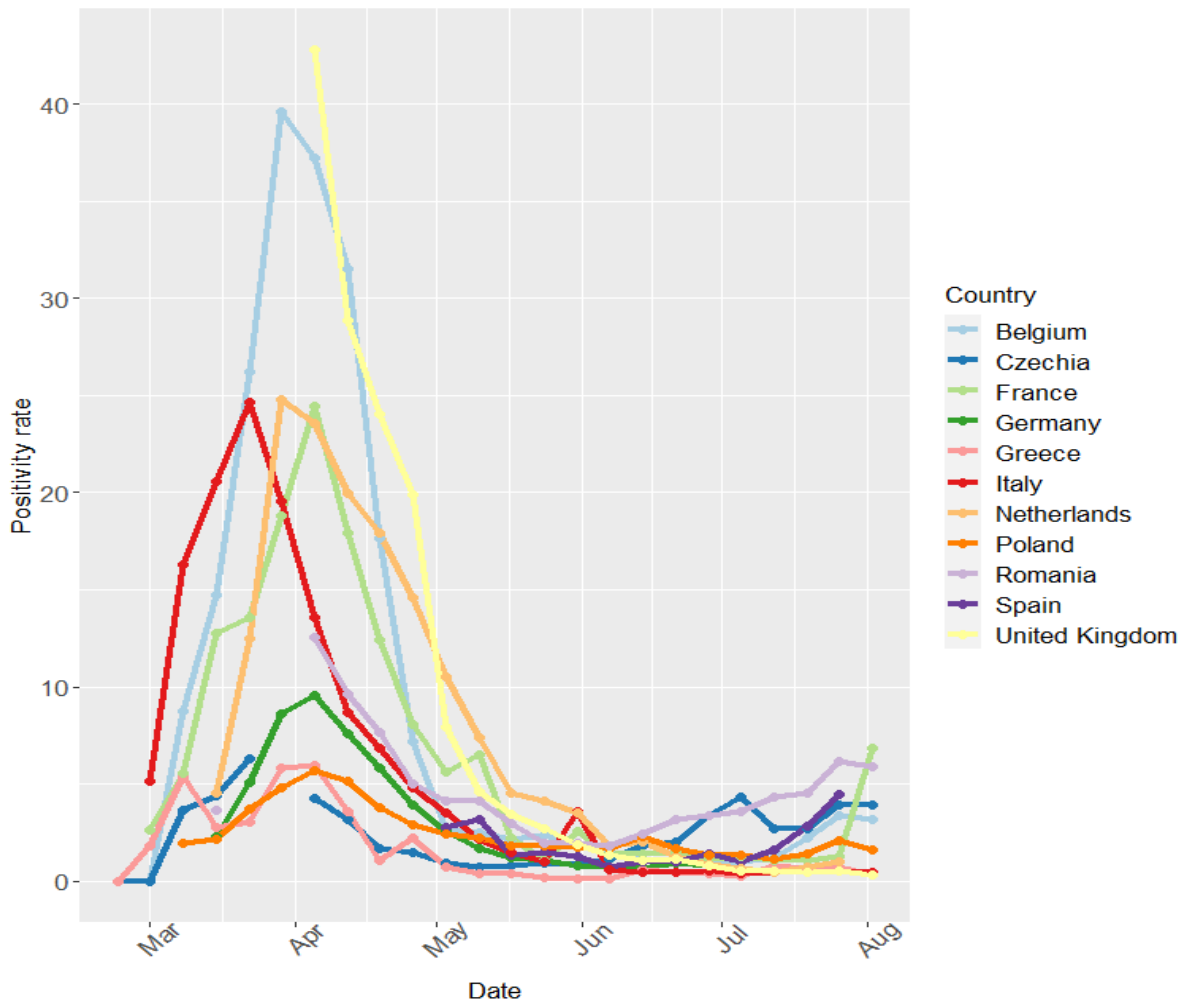 Positivity rate
40
30
20
10
0
Mar
Apr
May
Jun
Jul
Aug
Date
Country
Belgium
Czechia
France
Germany
Greece
Italy
Netherlands
Poland
Romania
Spain
United Kingdom